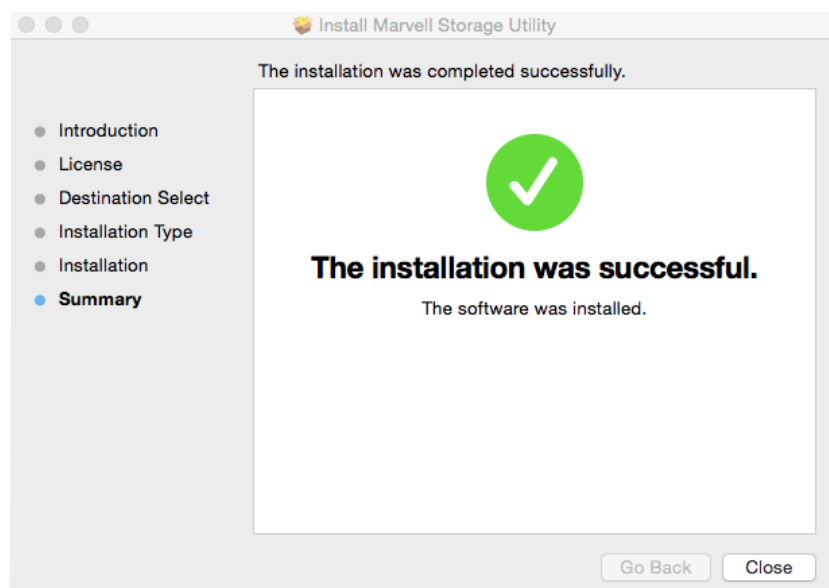 Install Marvell Storage Utility
The installation was completed successfully.
Introduction
License
Destination Select
Installation Type
Installation
Summary
The installation was successful.
The software was installed.
Go Back
Close